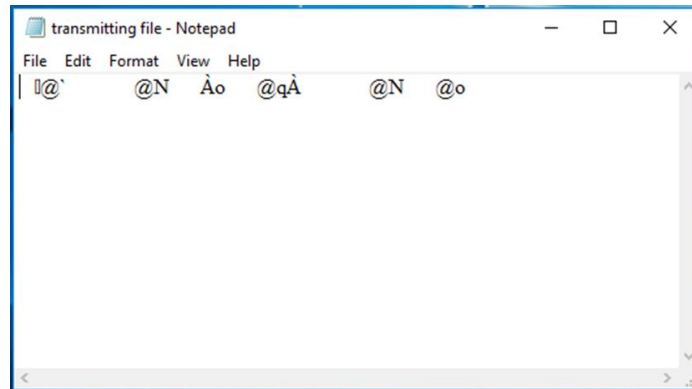 transmitting file - Notepad
File Edit Format View Help
@` @N Ào @qÀ @N @o